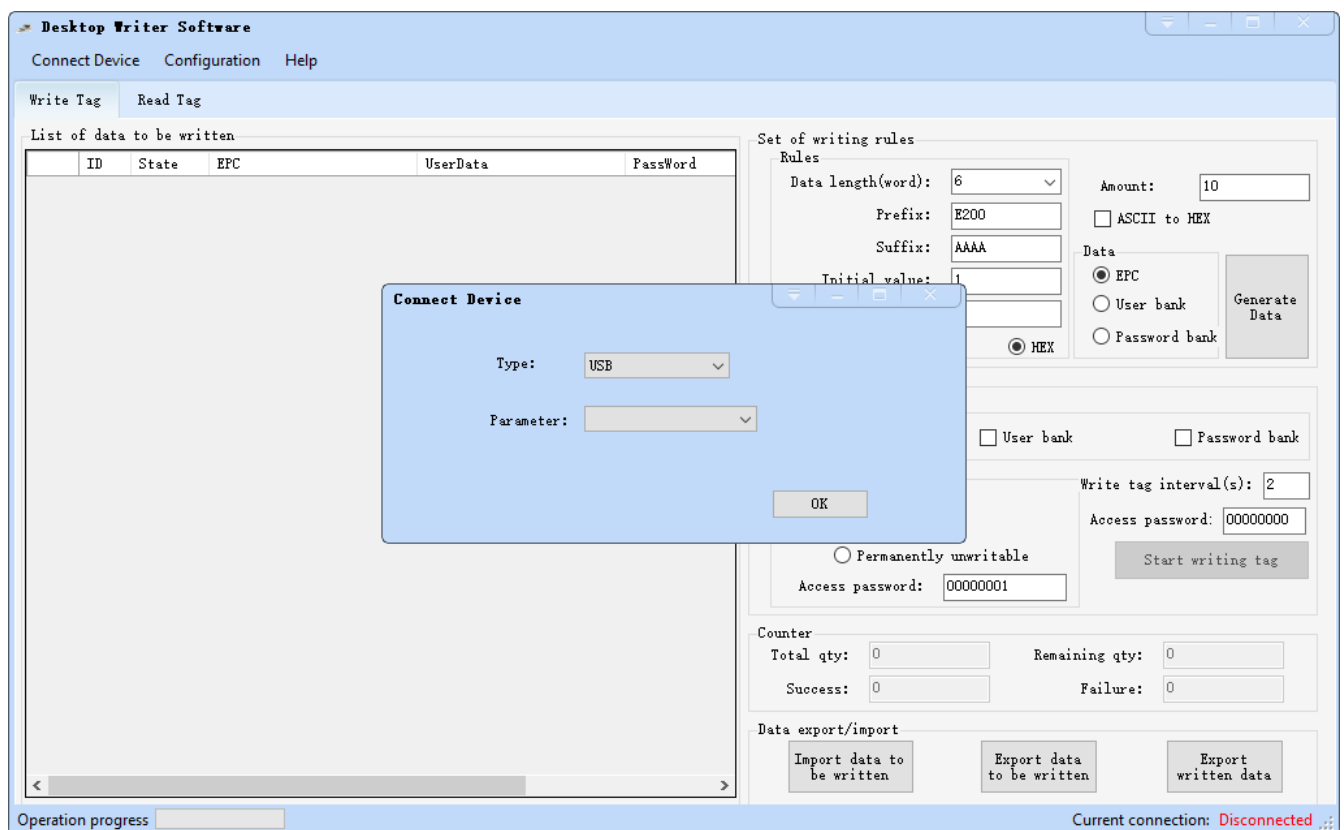 Desktop Writer Software
Connect Device Configuration Help
Write Tag Read Tag
List of data to be written
ID State EPC UserData PassWord
Set of writing rules
Rules
Data length(word): 6
Prefix: E200
Suffix: AAAA
Initial value: 1
HEX
Amount: 10
ASCII to HEX
Data
EPC
User bank
Password bank
Generate
Data
Connect Device
Type: USB
Parameter:
OK
User bank Password bank
Write tag interval(s): 2
Access password: 00000000
Start writing tag
Permanently unwritable
Access password: 00000001
Counter
Total qty: 0 Remaining qty: 0
Success: 0 Failure: 0
Data export/import
Import data to
be written
Export data
to be written
Export
written data
Operation progress Current connection: Disconnected